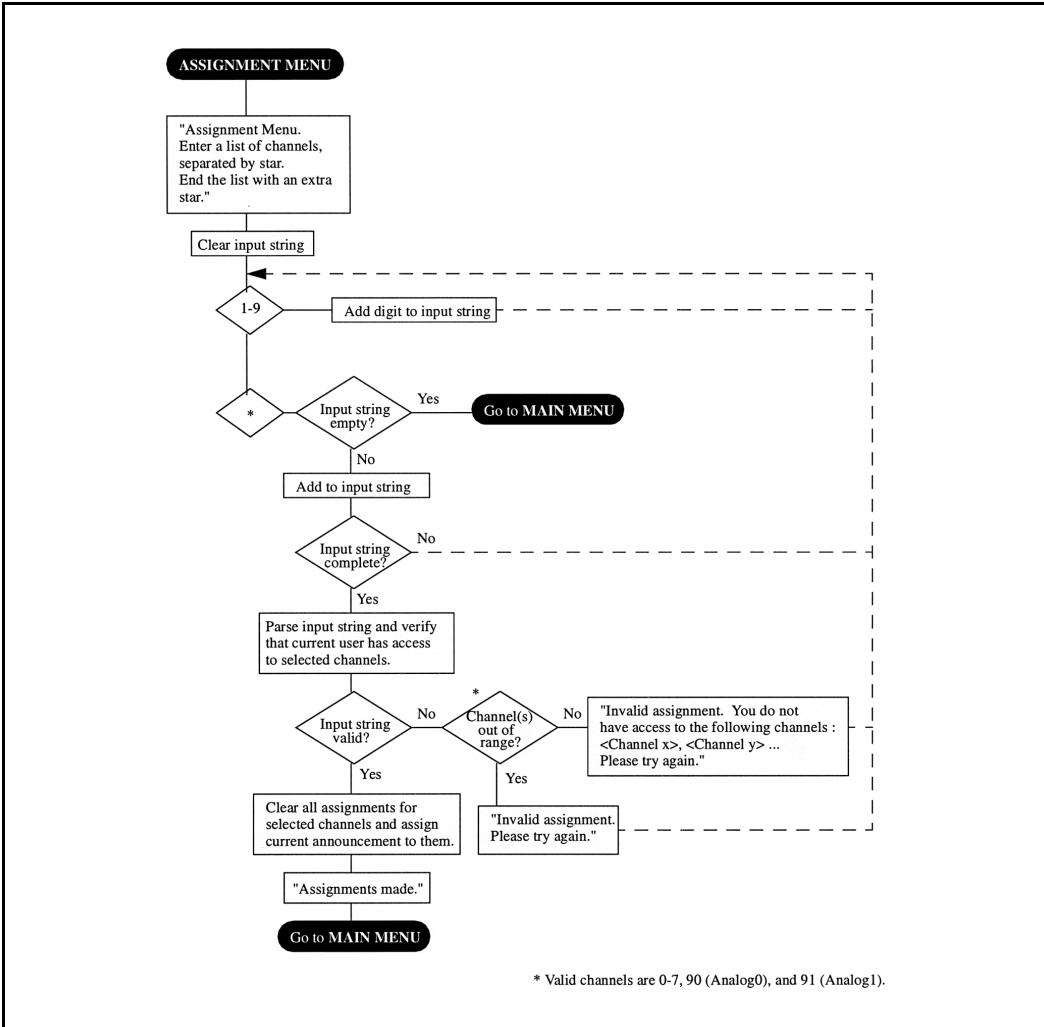 ASSIGNMENT MENU
"Assignment Menu.
Enter a list of channels,
separated by star.
End the list with an extra
star."
Clear input string
1-9
Add digit to input string
*
Input string
empty?
Yes
Go to MAIN MENU
No
Add to input string
Input string
complete?
No
Yes
Parse input string and verify
that current user has access
to selected channels.
Input string
valid?
No
*
Channel(s)
out of
range?
No
"Invalid assignment. You do not
have access to the following channels :
<Channel x>, <Channel y> ...
Please try again."
Yes
Yes
Clear all assignments for
selected channels and assign
current announcement to them.
"Invalid assignment.
Please try again."
"Assignments made."
Go to MAIN MENU
* Valid channels are 0-7, 90 (Analog0), and 91 (Analog1).